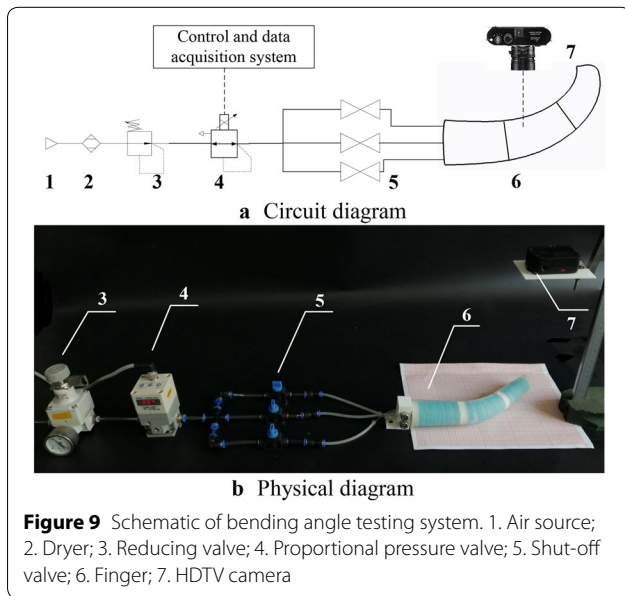 Control and data
acquisition system
7
1
2
3
4
5
6
a Circuit diagram
3
4
5
6
7
b Physical diagram
Figure 9 Schematic of bending angle testing system. 1. Air source;
2. Dryer; 3. Reducing valve; 4. Proportional pressure valve; 5. Shut-off
valve; 6. Finger; 7. HDTV camera